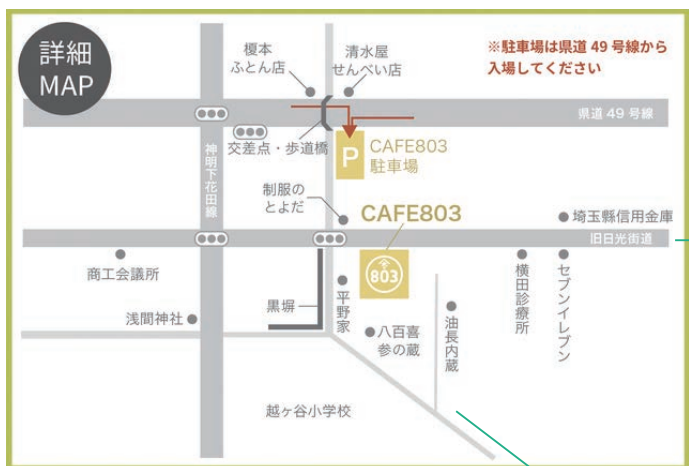 詳細
MAP
榎本
ふとん店
清水屋
せんべい店
※駐車場は県道 49 号線から
入場してください
県道 49 号線
交差点・歩道橋
P
CAFE803
駐車場
神明下花田線
制服の
とよだ
CAFE803
埼玉縣信用金庫
旧日光街道
商工会議所
803
黒塀
平野家
横田診療所
セブンイレブン
浅間神社
八百喜
参の蔵
油長内蔵
越ヶ谷小学校